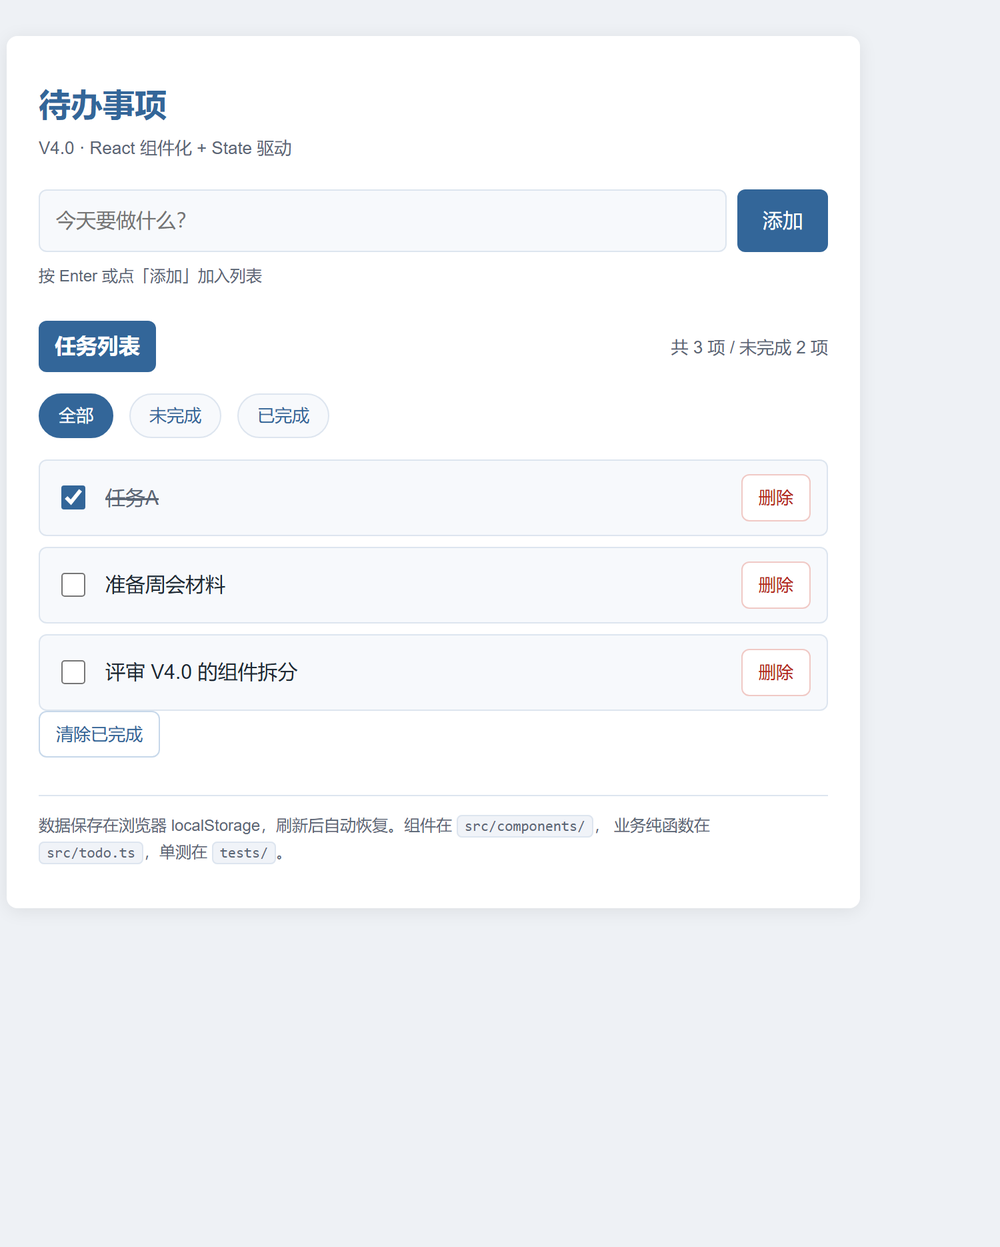 待办事项
V4.0 · React 组件化 + State 驱动
今天要做什么?
添加
按 Enter 或点「添加」加入列表
任务列表
共 3 项 / 未完成 2 项
全部
未完成
已完成
任务A
删除
准备周会材料
删除
评审 V4.0 的组件拆分
删除
清除已完成
数据保存在浏览器 localStorage，刷新后自动恢复。组件在 src/components/， 业务纯函数在
src/todo.ts，单测在 tests/。